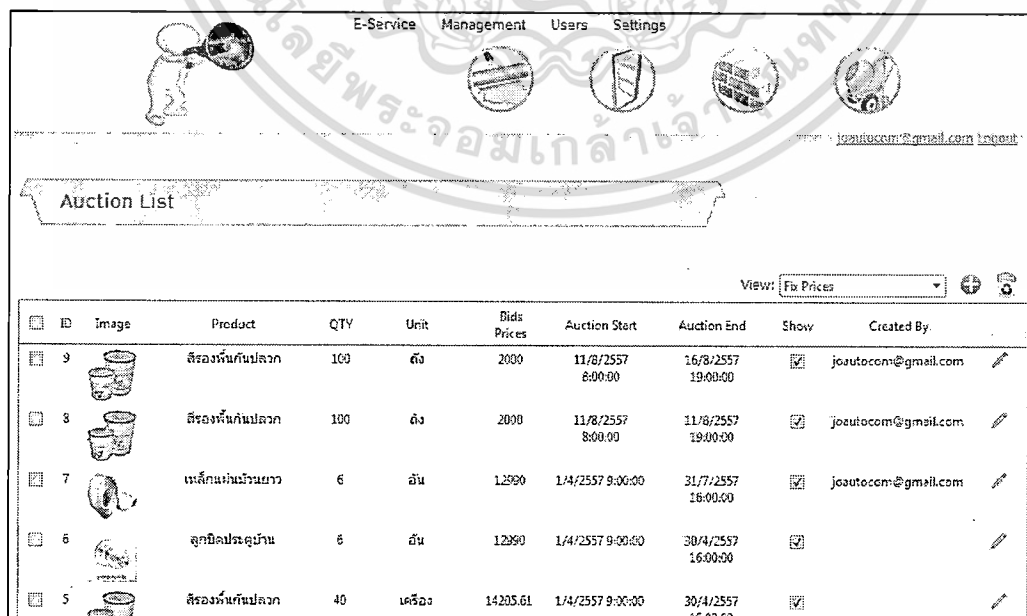 E-Service Management Users Settings
joautocom@gmail.com Logout
Auction List
View: Fix Prices
ID Image Product QTY Unit Bids Prices Auction Start Auction End Show Created By.
9 สีรองพื้นกันปลวก 100 ถัง 2000 11/8/2557 8:00:00 16/8/2557 19:00:00 joautocom@gmail.com
8 สีรองพื้นกันปลวก 100 ถัง 2000 11/8/2557 8:00:00 11/8/2557 19:00:00 joautocom@gmail.com
7 เหล็กแผ่นม้วนยาว 6 อัน 12990 1/4/2557 9:00:00 31/7/2557 16:00:00 joautocom@gmail.com
6 ลูกบิดประตูบ้าน 6 อัน 12990 1/4/2557 9:00:00 30/4/2557 16:00:00
5 สีรองพื้นกันปลวก 40 เครื่อง 14205.61 1/4/2557 9:00:00 30/4/2557